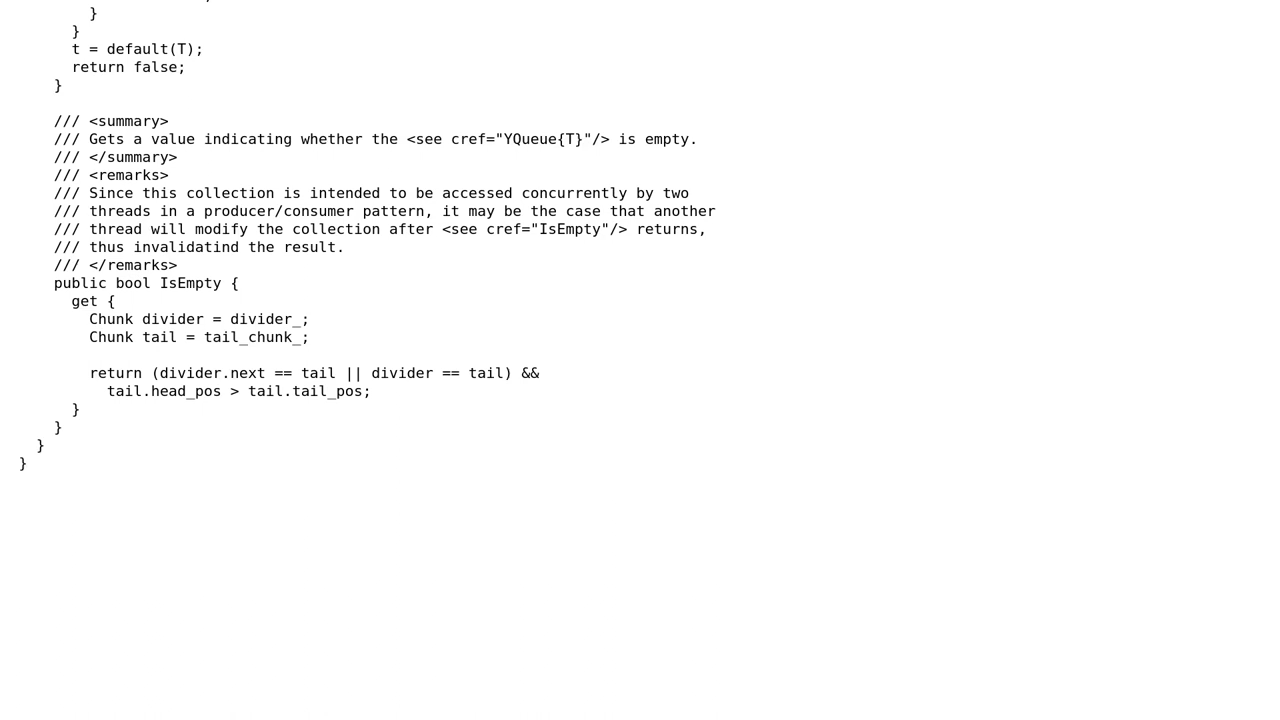 }
}
t = default(T);
return false;
}
/// <summary>
/// Gets a value indicating whether the <see cref="YQueue{T}"/> is empty.
/// </summary>
/// <remarks>
/// Since this collection is intended to be accessed concurrently by two
/// threads in a producer/consumer pattern, it may be the case that another
/// thread will modify the collection after <see cref="IsEmpty"/> returns,
/// thus invalidatind the result.
/// </remarks>
public bool IsEmpty {
get {
Chunk divider = divider_;
Chunk tail = tail_chunk_;
return (divider.next == tail || divider == tail) &&
tail.head_pos > tail.tail_pos;
}
}
}
}